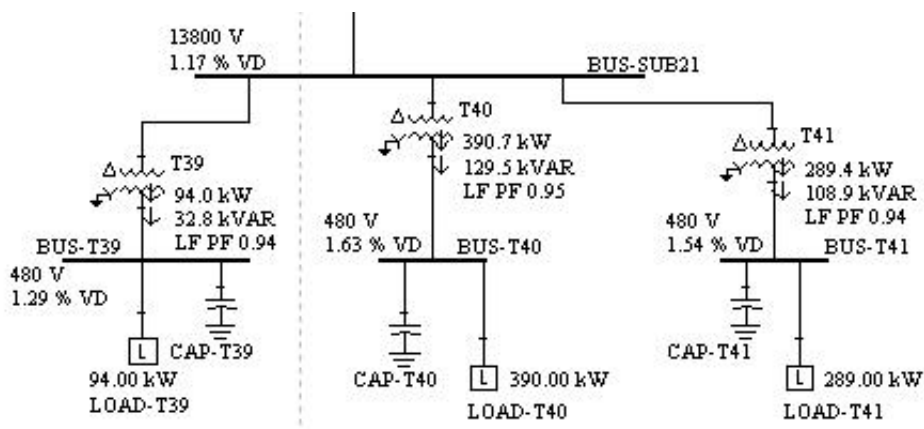 13800 V
1.17 % VD
BUS-SUB21
T39
94.0 kW
32.8 kVAR
LF PF 0.94
BUS-T39
480 V
1.29 % VD
CAP-T39
L
94.00 kW
LOAD-T39
T40
390.7 kW
129.5 kVAR
LF PF 0.95
480 V
1.63 % VD
BUS-T40
CAP-T40
L
390.00 kW
LOAD-T40
T41
289.4 kW
108.9 kVAR
LF PF 0.94
480 V
1.54 % VD
BUS-T41
CAP-T41
L
289.00 kW
LOAD-T41